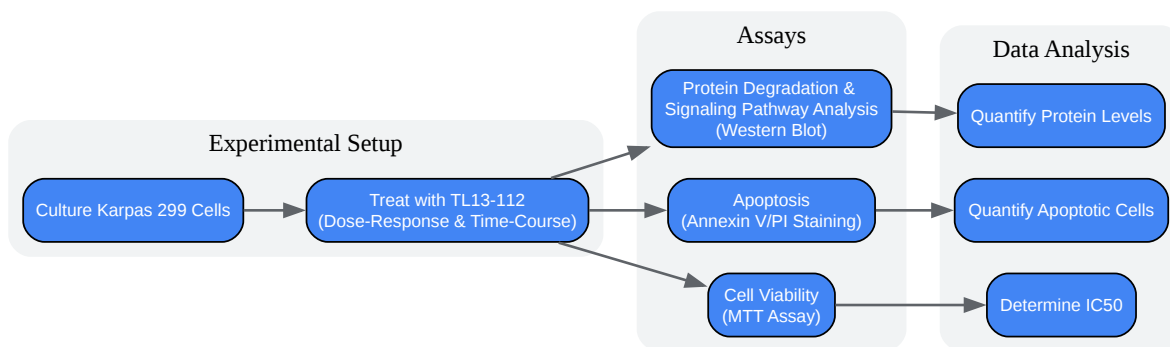 Experimental Setup
Culture Karpas 299 Cells
Treat with TL13-112
(Dose-Response & Time-Course)
Assays
Protein Degradation &
Signaling Pathway Analysis
(Western Blot)
Apoptosis
(Annexin V/PI Staining)
Cell Viability
(MTT Assay)
Data Analysis
Quantify Protein Levels
Quantify Apoptotic Cells
Determine IC50